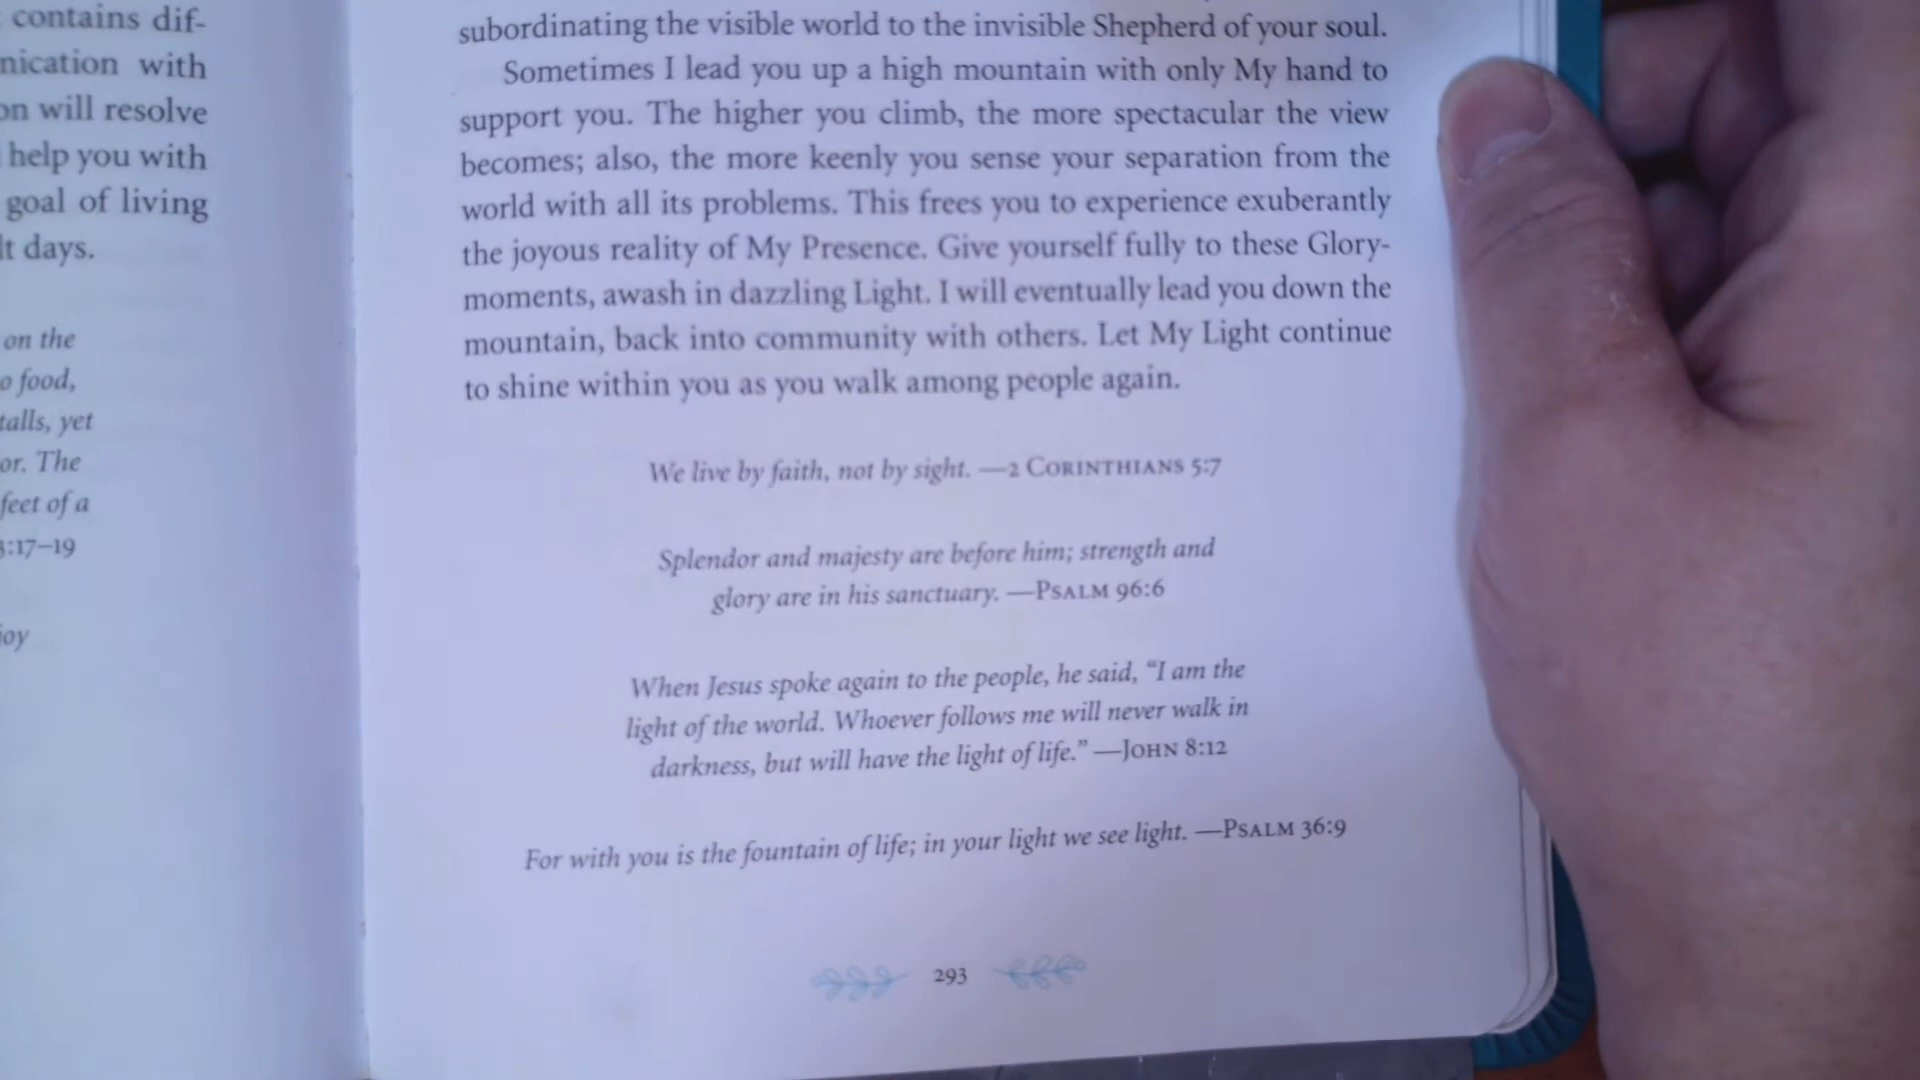 contains dif-
nication with
on will resolve
help you with
goal of living
lt days.
on the
o food,
talls, yet
or. The
feet of a
3:17–19
joy
subordinating the visible world to the invisible Shepherd of your soul.
Sometimes I lead you up a high mountain with only My hand to
support you. The higher you climb, the more spectacular the view
becomes; also, the more keenly you sense your separation from the
world with all its problems. This frees you to experience exuberantly
the joyous reality of My Presence. Give yourself fully to these Glory-
moments, awash in dazzling Light. I will eventually lead you down the
mountain, back into community with others. Let My Light continue
to shine within you as you walk among people again.
We live by faith, not by sight. —2 CORINTHIANS 5:7
Splendor and majesty are before him; strength and
glory are in his sanctuary. —PSALM 96:6
When Jesus spoke again to the people, he said, “I am the
light of the world. Whoever follows me will never walk in
darkness, but will have the light of life.” —JOHN 8:12
For with you is the fountain of life; in your light we see light. —PSALM 36:9
293